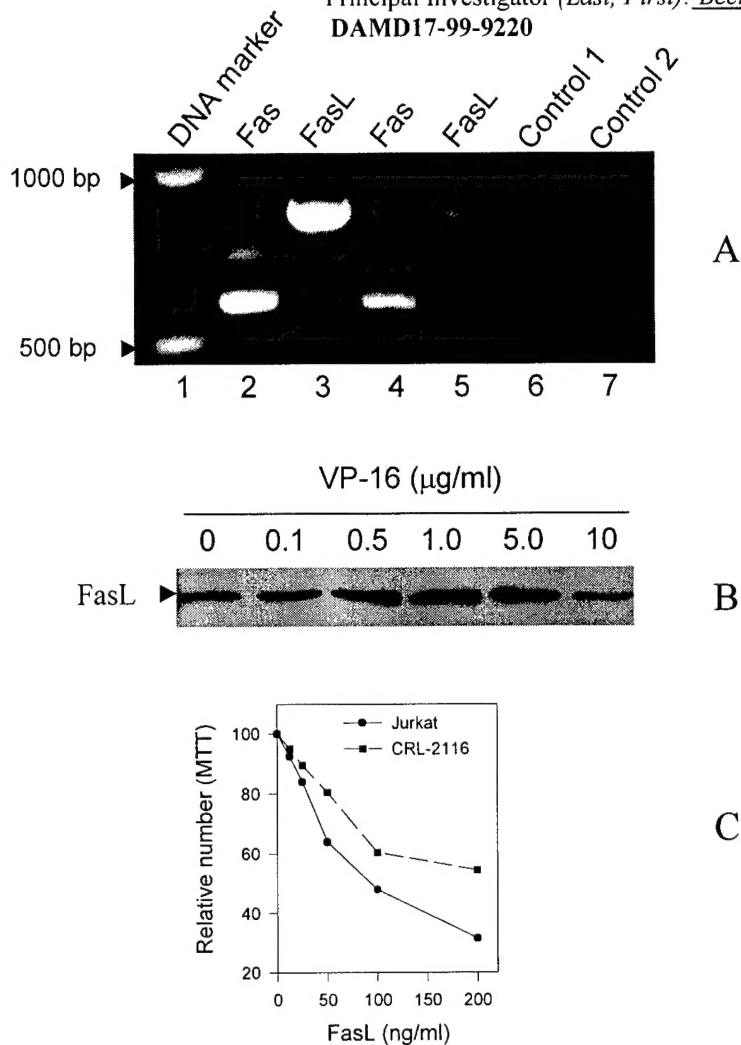 DAMD17-99-9220
DNA marker Fas FasL Fas FasL Control 1 Control 2
1000 bp
A
500 bp
1 2 3 4 5 6 7
VP-16 (μg/ml)
0 0.1 0.5 1.0 5.0 10
FasL
B
Jurkat
CRL-2116
Relative number (MTT)
100
80
60
40
20
C
0 50 100 150 200
FasL (ng/ml)